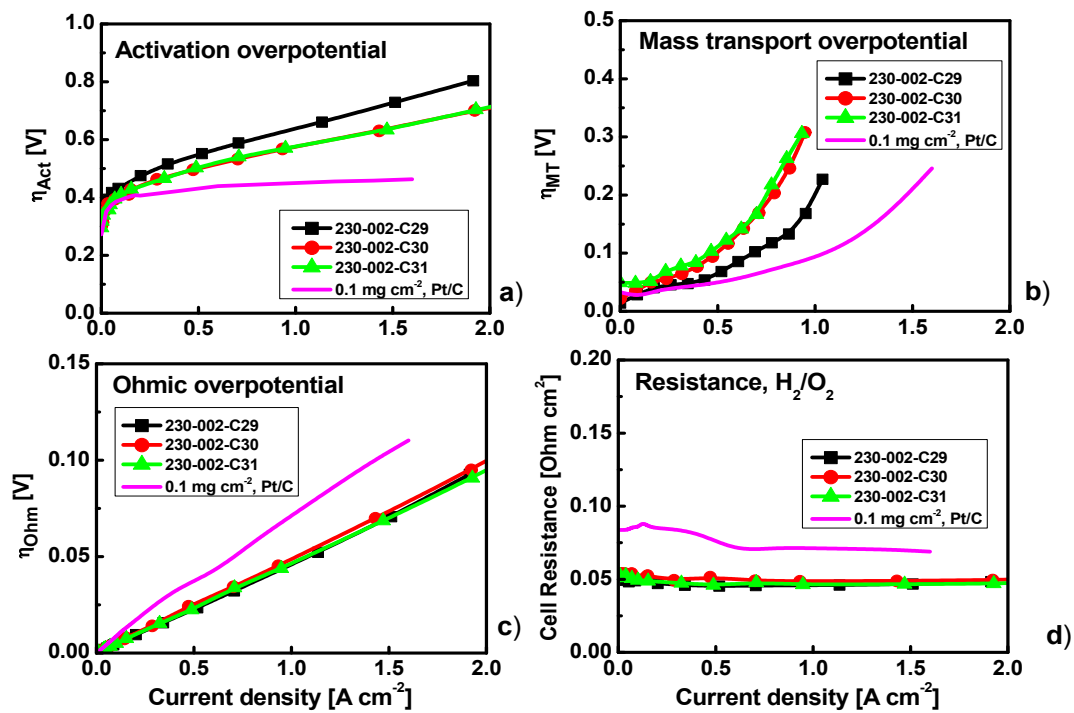 Activation overpotential
η_Act [V]
1.0
0.8
0.6
0.4
0.2
0.0
0.0 0.5 1.0 1.5 2.0
230-002-C29
230-002-C30
230-002-C31
0.1 mg cm⁻², Pt/C
a)
Mass transport overpotential
η_MT [V]
0.5
0.4
0.3
0.2
0.1
0.0
0.0 0.5 1.0 1.5 2.0
230-002-C29
230-002-C30
230-002-C31
0.1 mg cm⁻², Pt/C
b)
Ohmic overpotential
η_Ohm [V]
0.15
0.10
0.05
0.00
0.0 0.5 1.0 1.5 2.0
230-002-C29
230-002-C30
230-002-C31
0.1 mg cm⁻², Pt/C
c)
Current density [A cm⁻²]
Resistance, H₂/O₂
Cell Resistance [Ohm cm²]
0.20
0.15
0.10
0.05
0.00
0.0 0.5 1.0 1.5 2.0
230-002-C29
230-002-C30
230-002-C31
0.1 mg cm⁻², Pt/C
d)
Current density [A cm⁻²]